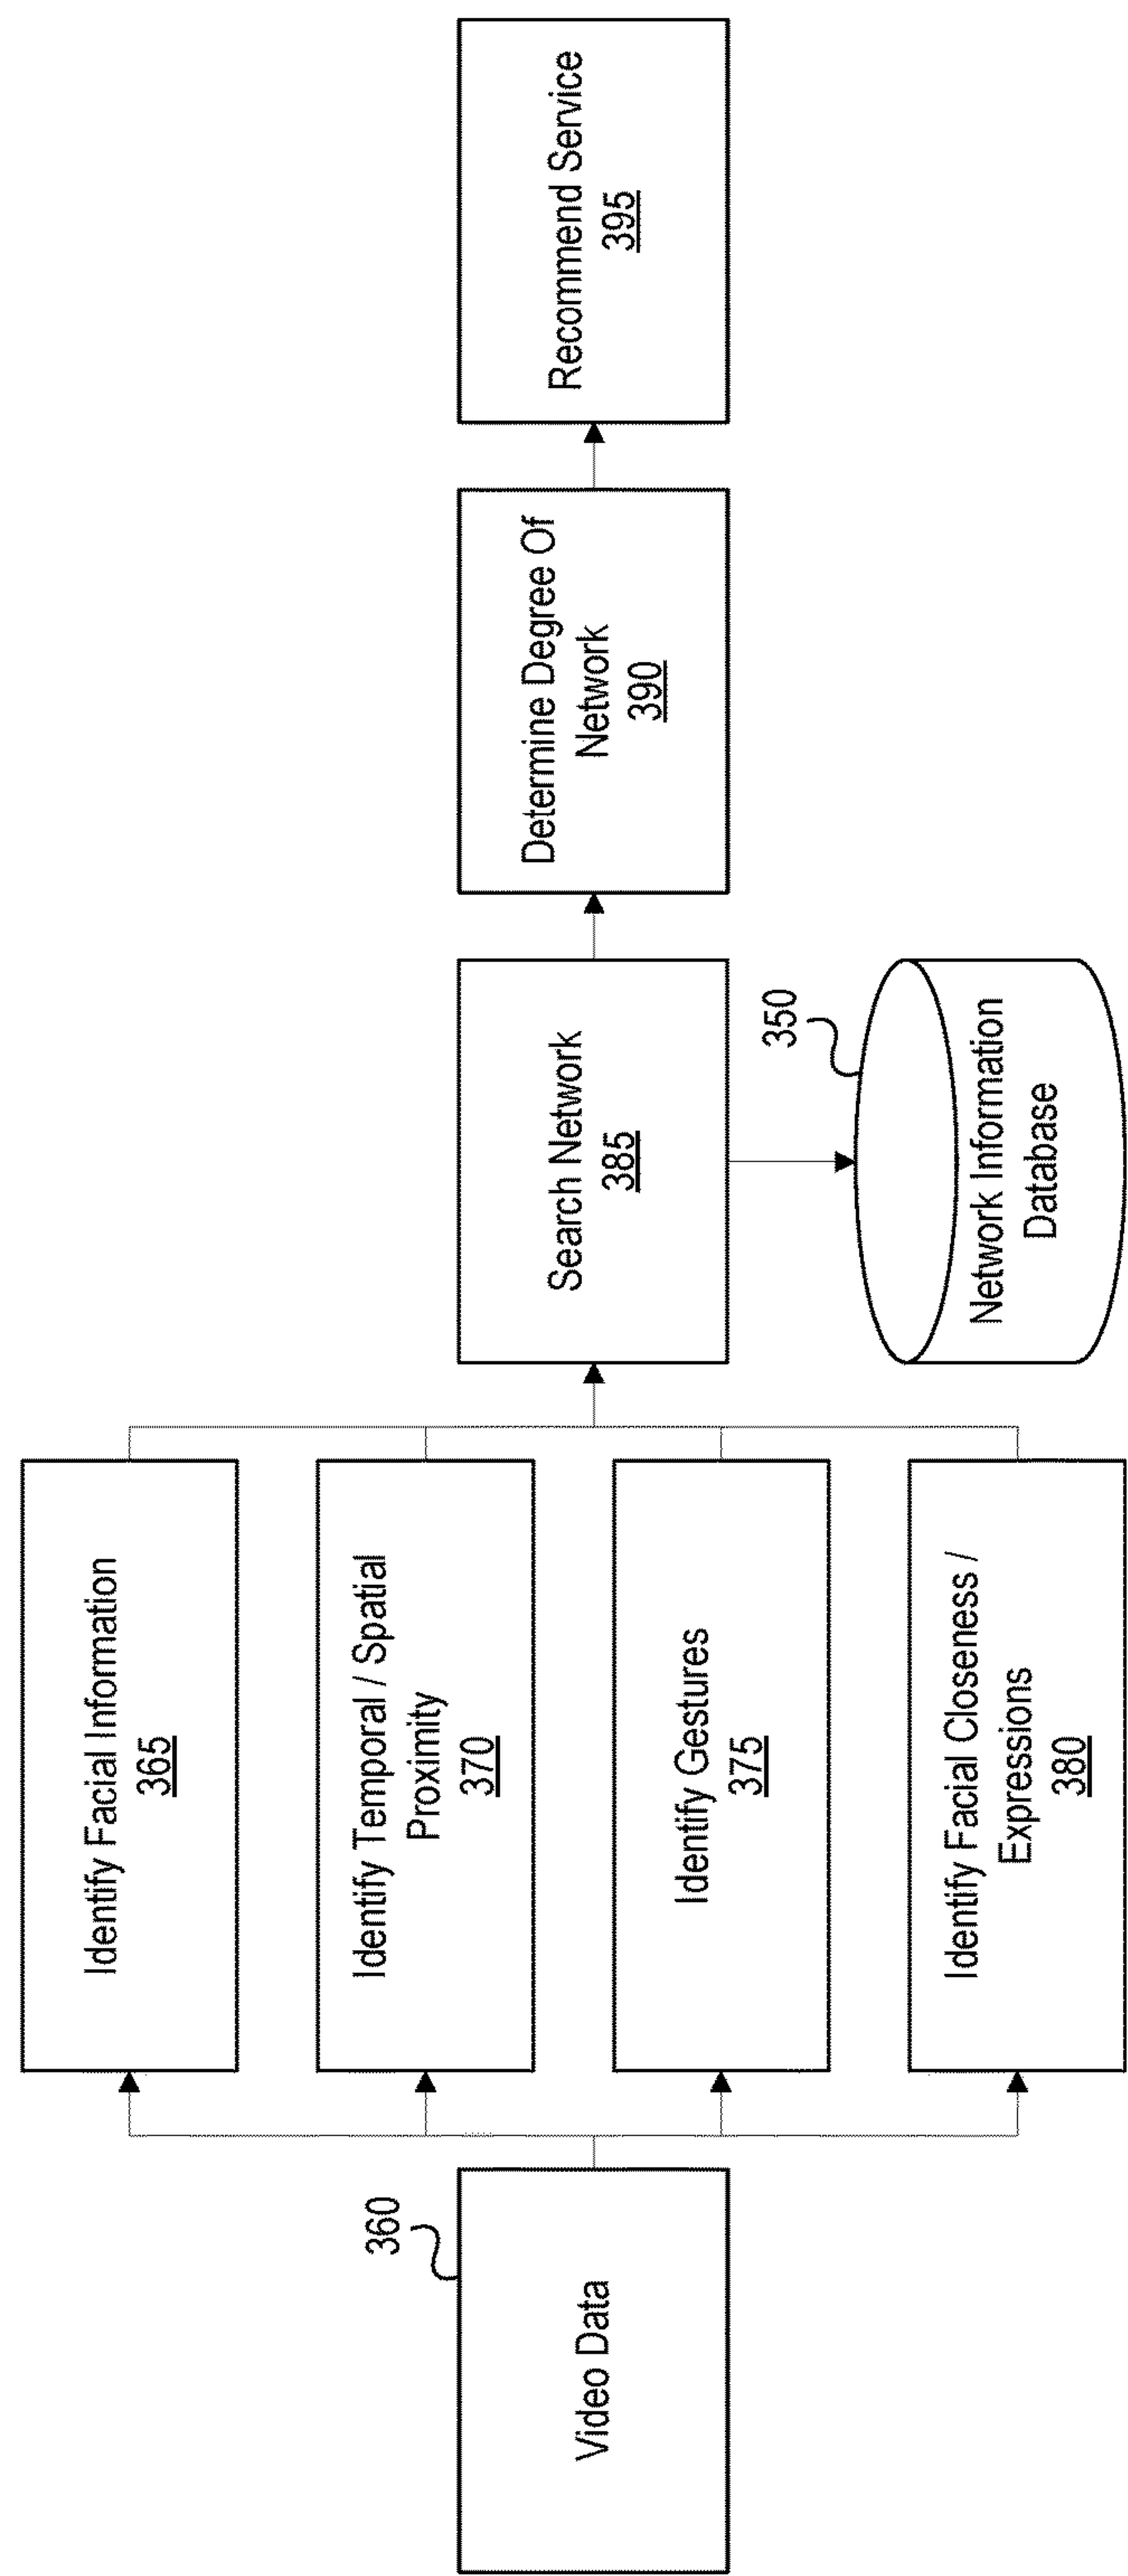 360
Video Data
Identify Facial Information
365
Identify Temporal / Spatial
Proximity
370
Identify Gestures
375
Identify Facial Closeness /
Expressions
380
Search Network
385
350
Network Information
Database
Determine Degree Of
Network
390
Recommend Service
395